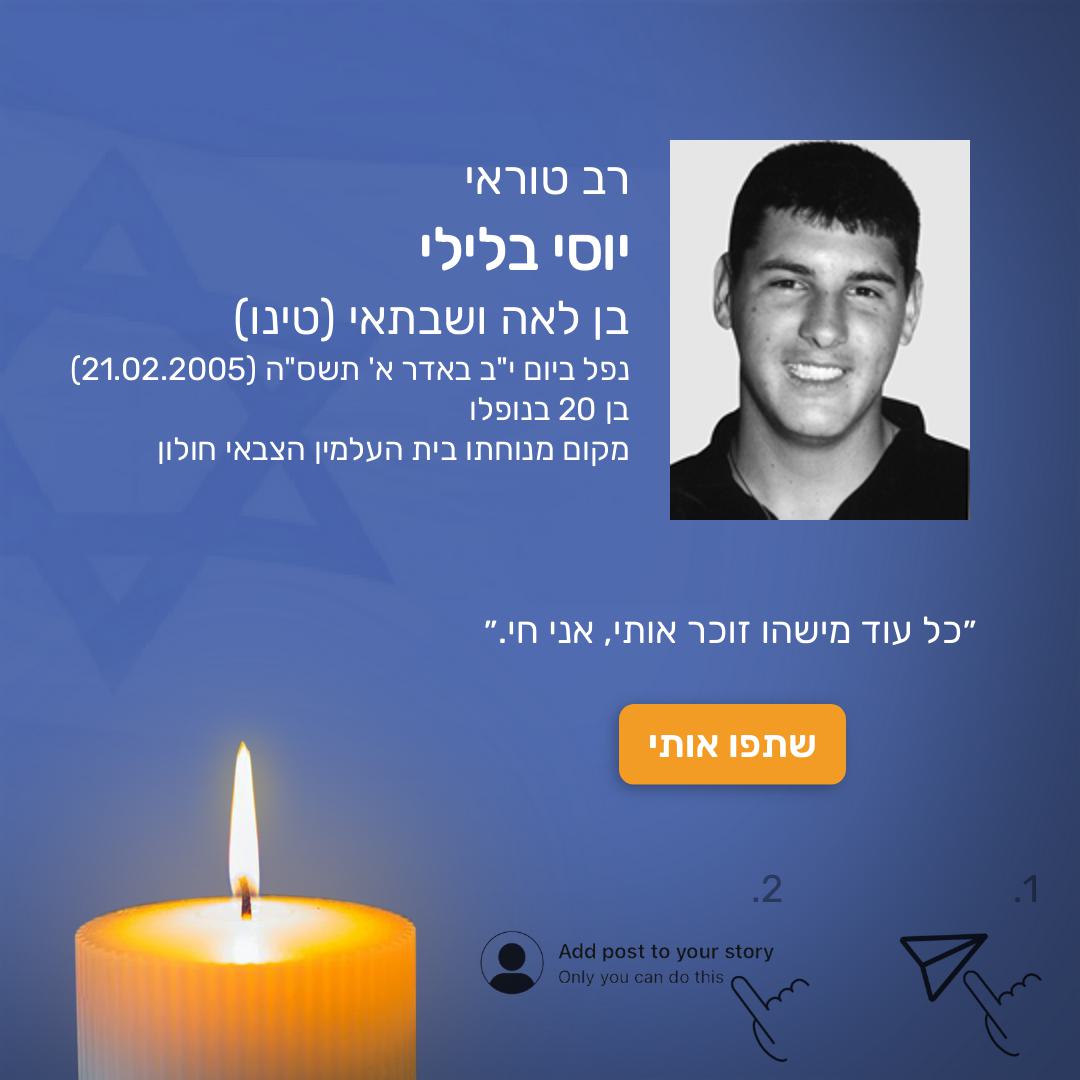 רב טוראי
יוסי בלילי
בן לאה ושבתאי (טינו)
נפל ביום י"ב באדר א' תשס"ה (21.02.2005)
בן 20 בנופלו
מקום מנוחתו בית העלמין הצבאי חולון
״כל עוד מישהו זוכר אותי, אני חי.״
שתפו אותי
1.
2.
Add post to your story
Only you can do this